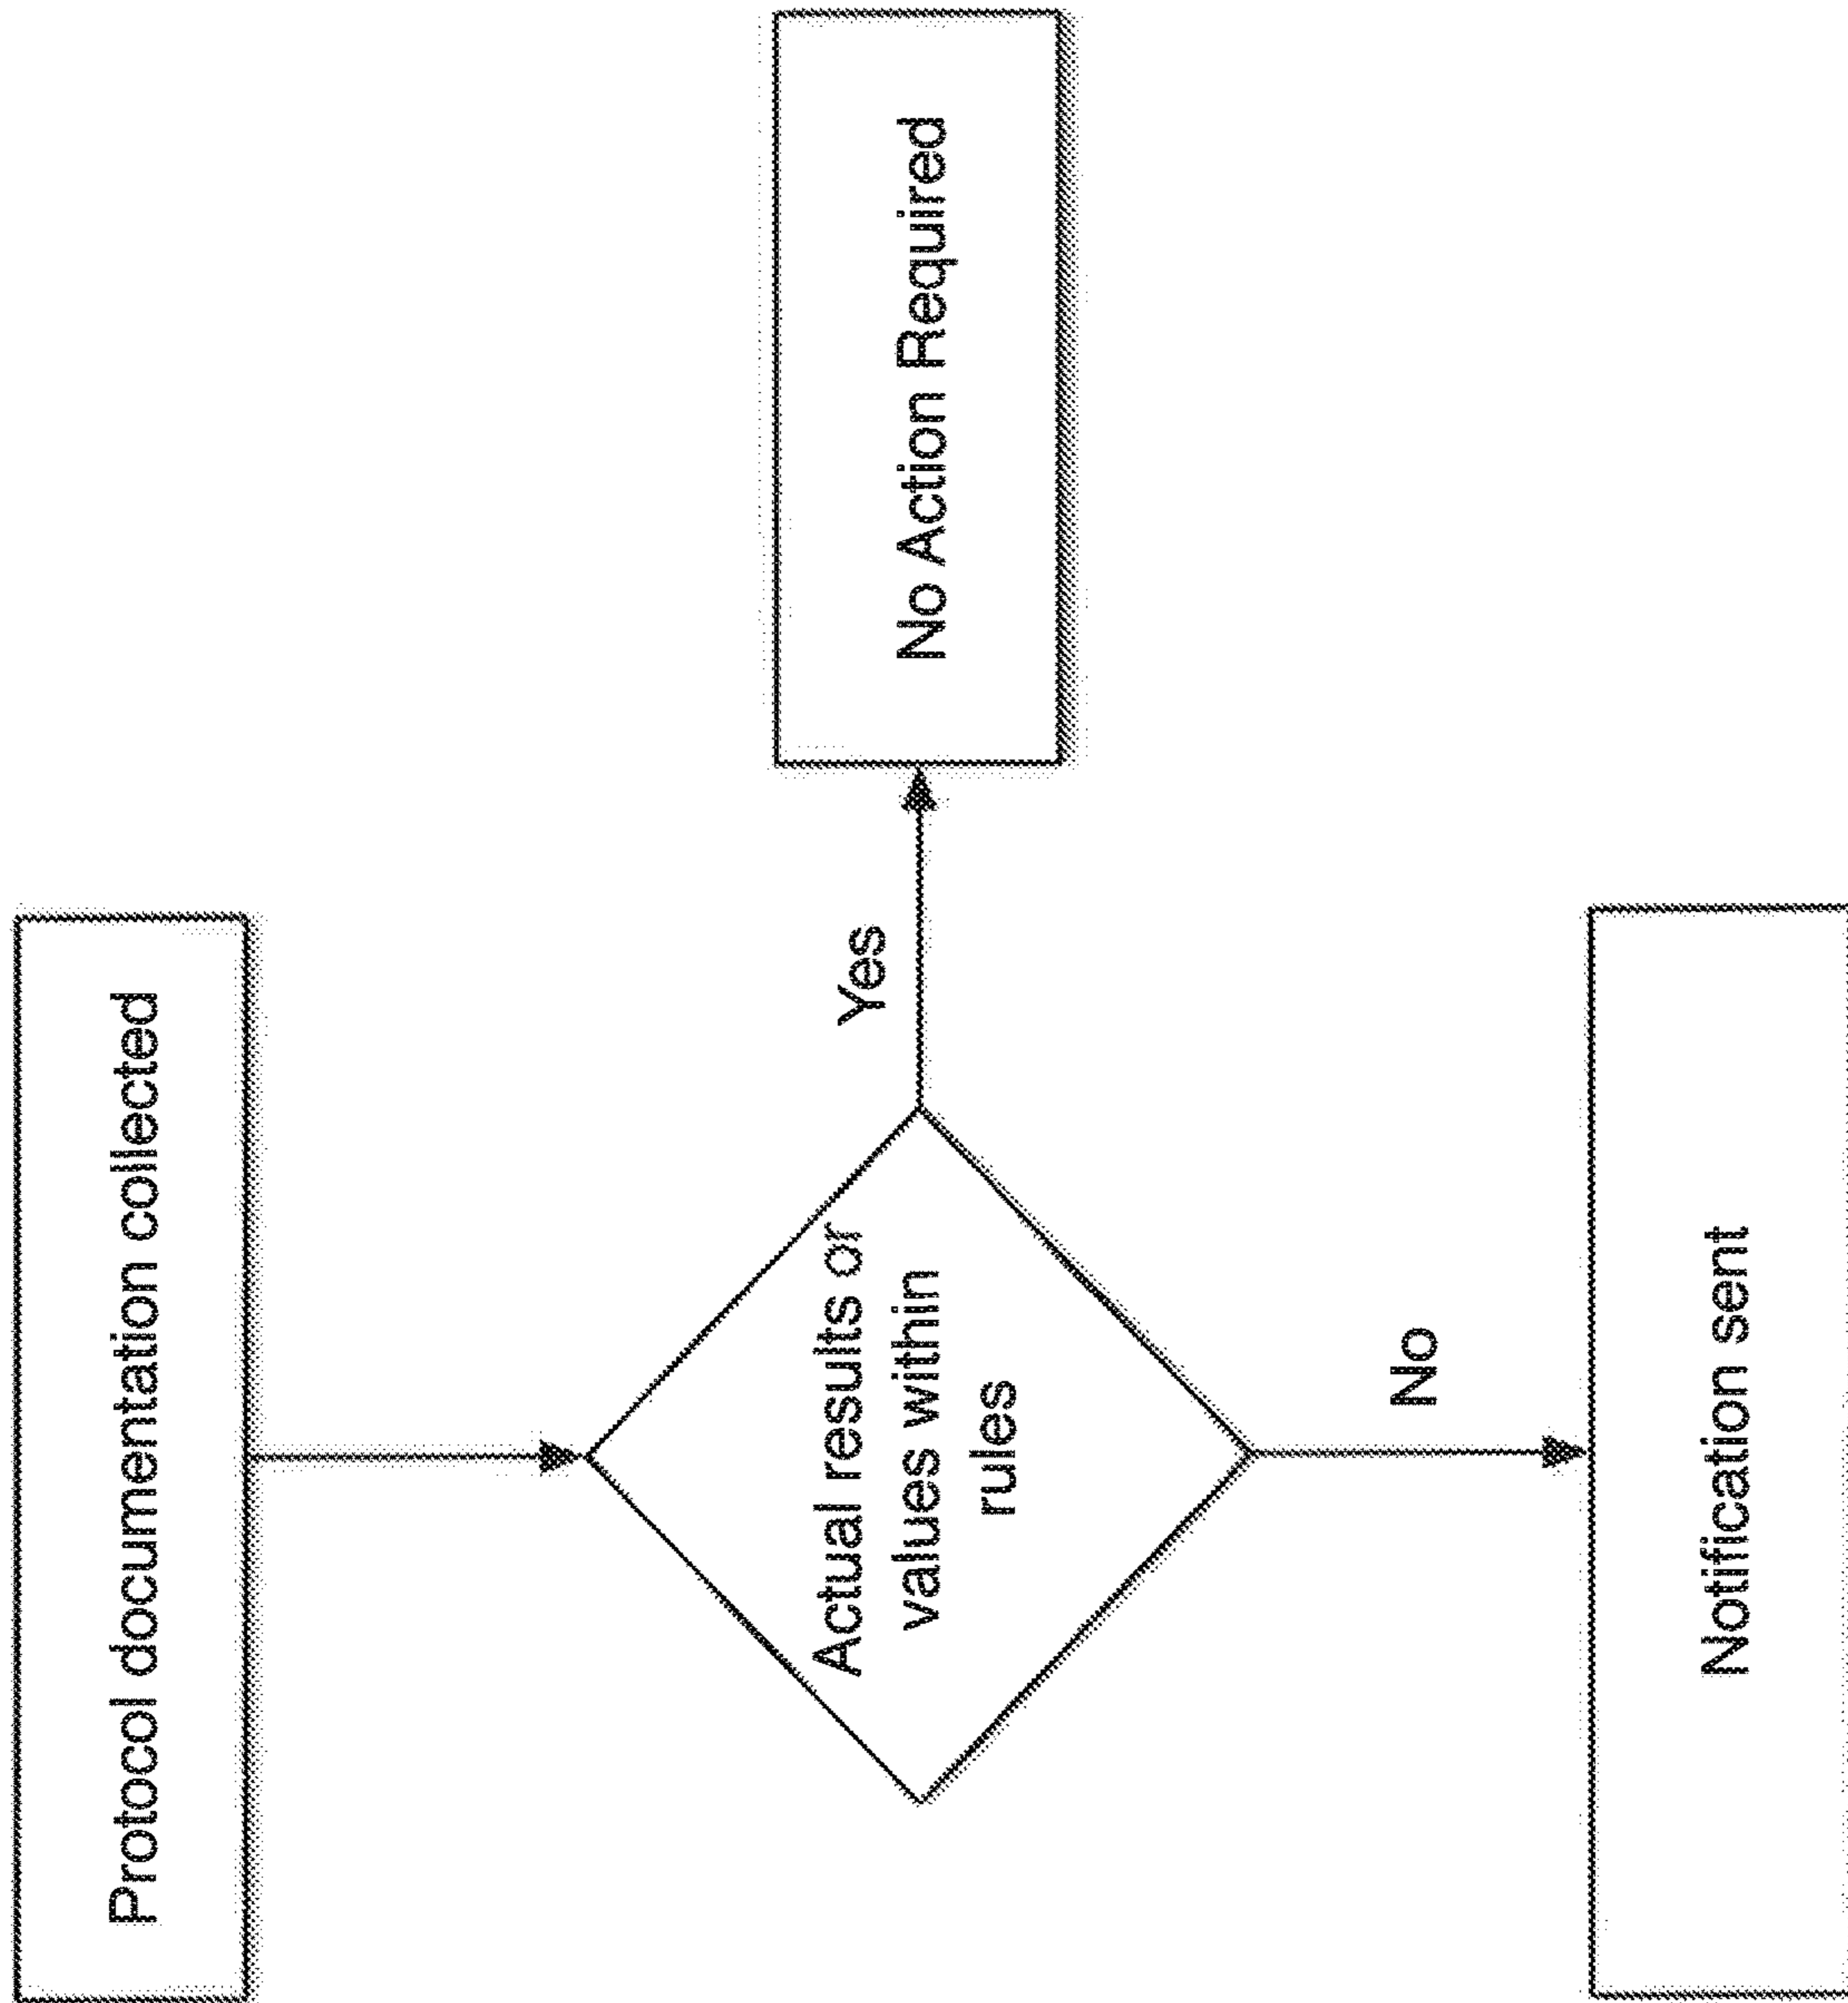 Protocol documentation collected
Actual results or
values within
rules
Yes
No Action Required
No
Notification sent